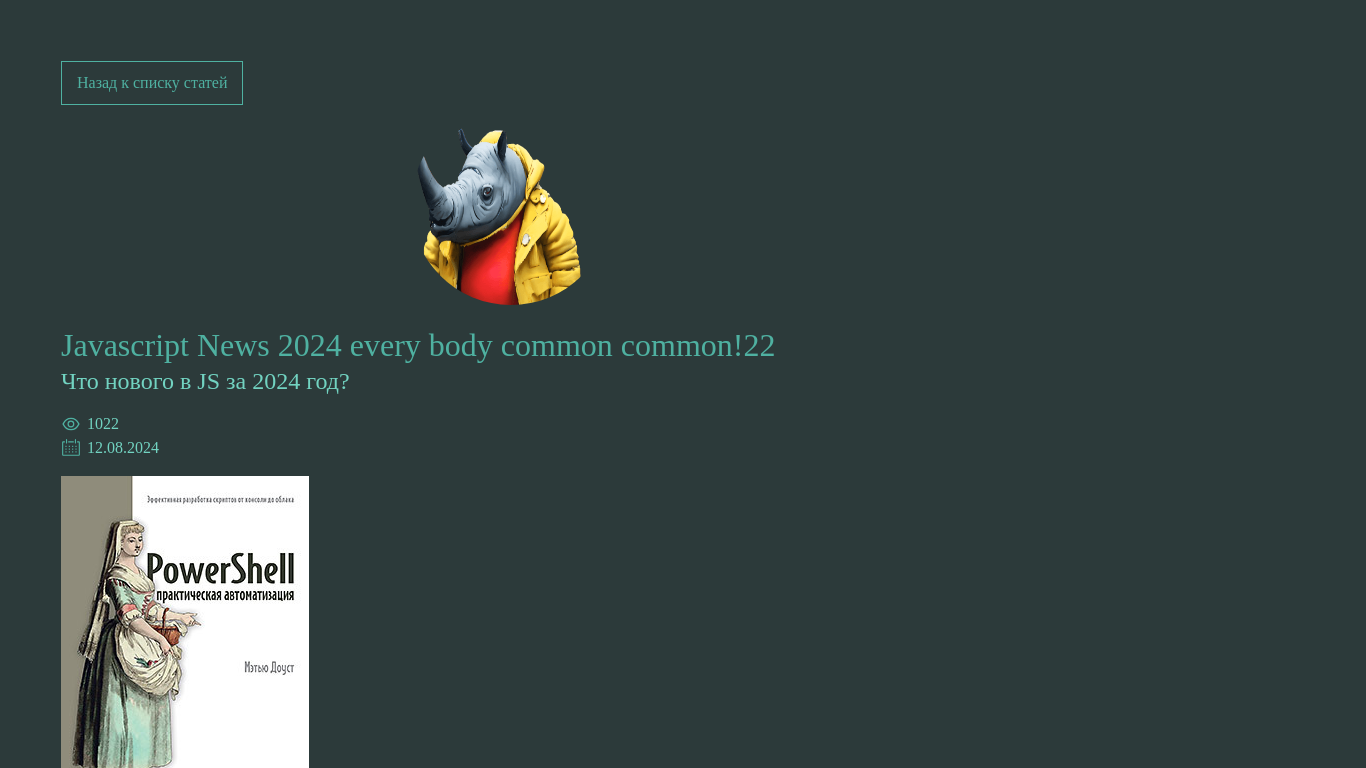 Назад к списку статей
Javascript News 2024 every body common common!22
Что нового в JS за 2024 год?
1022
12.08.2024
Эффективная разработка скриптов от консоли до облака
PowerShell
практическая автоматизация
Мэтью Доуст